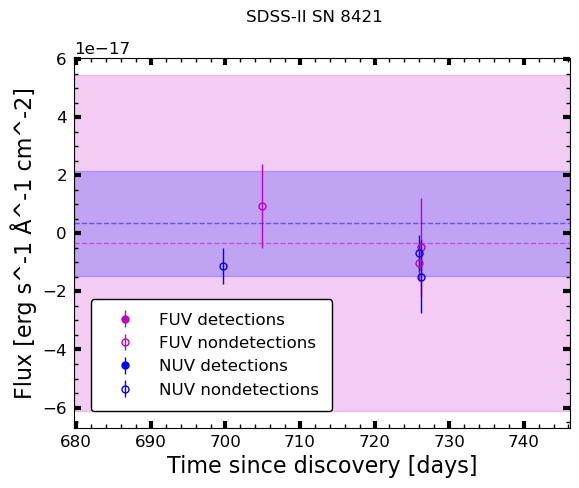 SDSS-II SN 8421
1e−17
6
4
2
0
−2
−4
−6
Flux [erg s^-1 Å^-1 cm^-2]
FUV detections
FUV nondetections
NUV detections
NUV nondetections
680 690 700 710 720 730 740
Time since discovery [days]